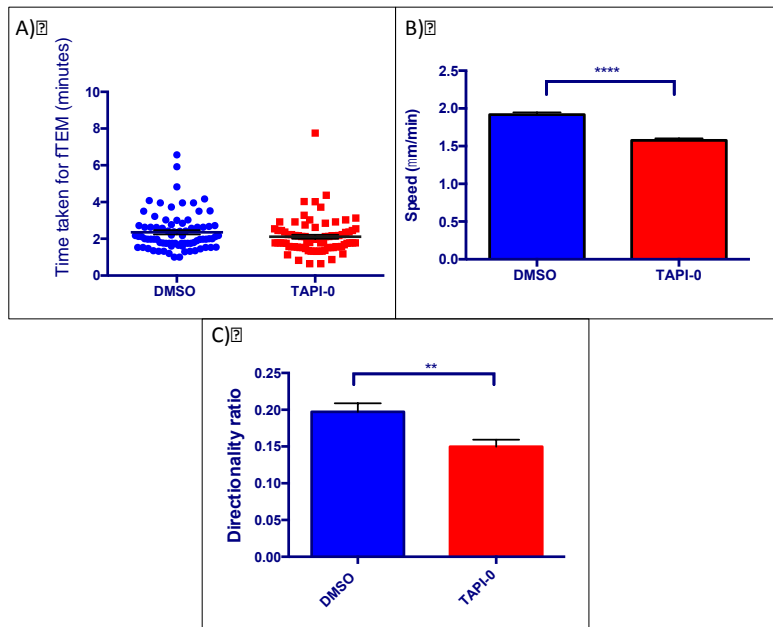 A)⍰
Time taken for fTEM (minutes)
10
8
6
4
2
0
DMSO
TAPI-0
B)⍰
Speed (mm/min)
2.5
2.0
1.5
1.0
0.5
0.0
****
DMSO
TAPI-0
C)⍰
Directionality ratio
0.25
0.20
0.15
0.10
0.05
0.00
**
DMSO
TAPI-0